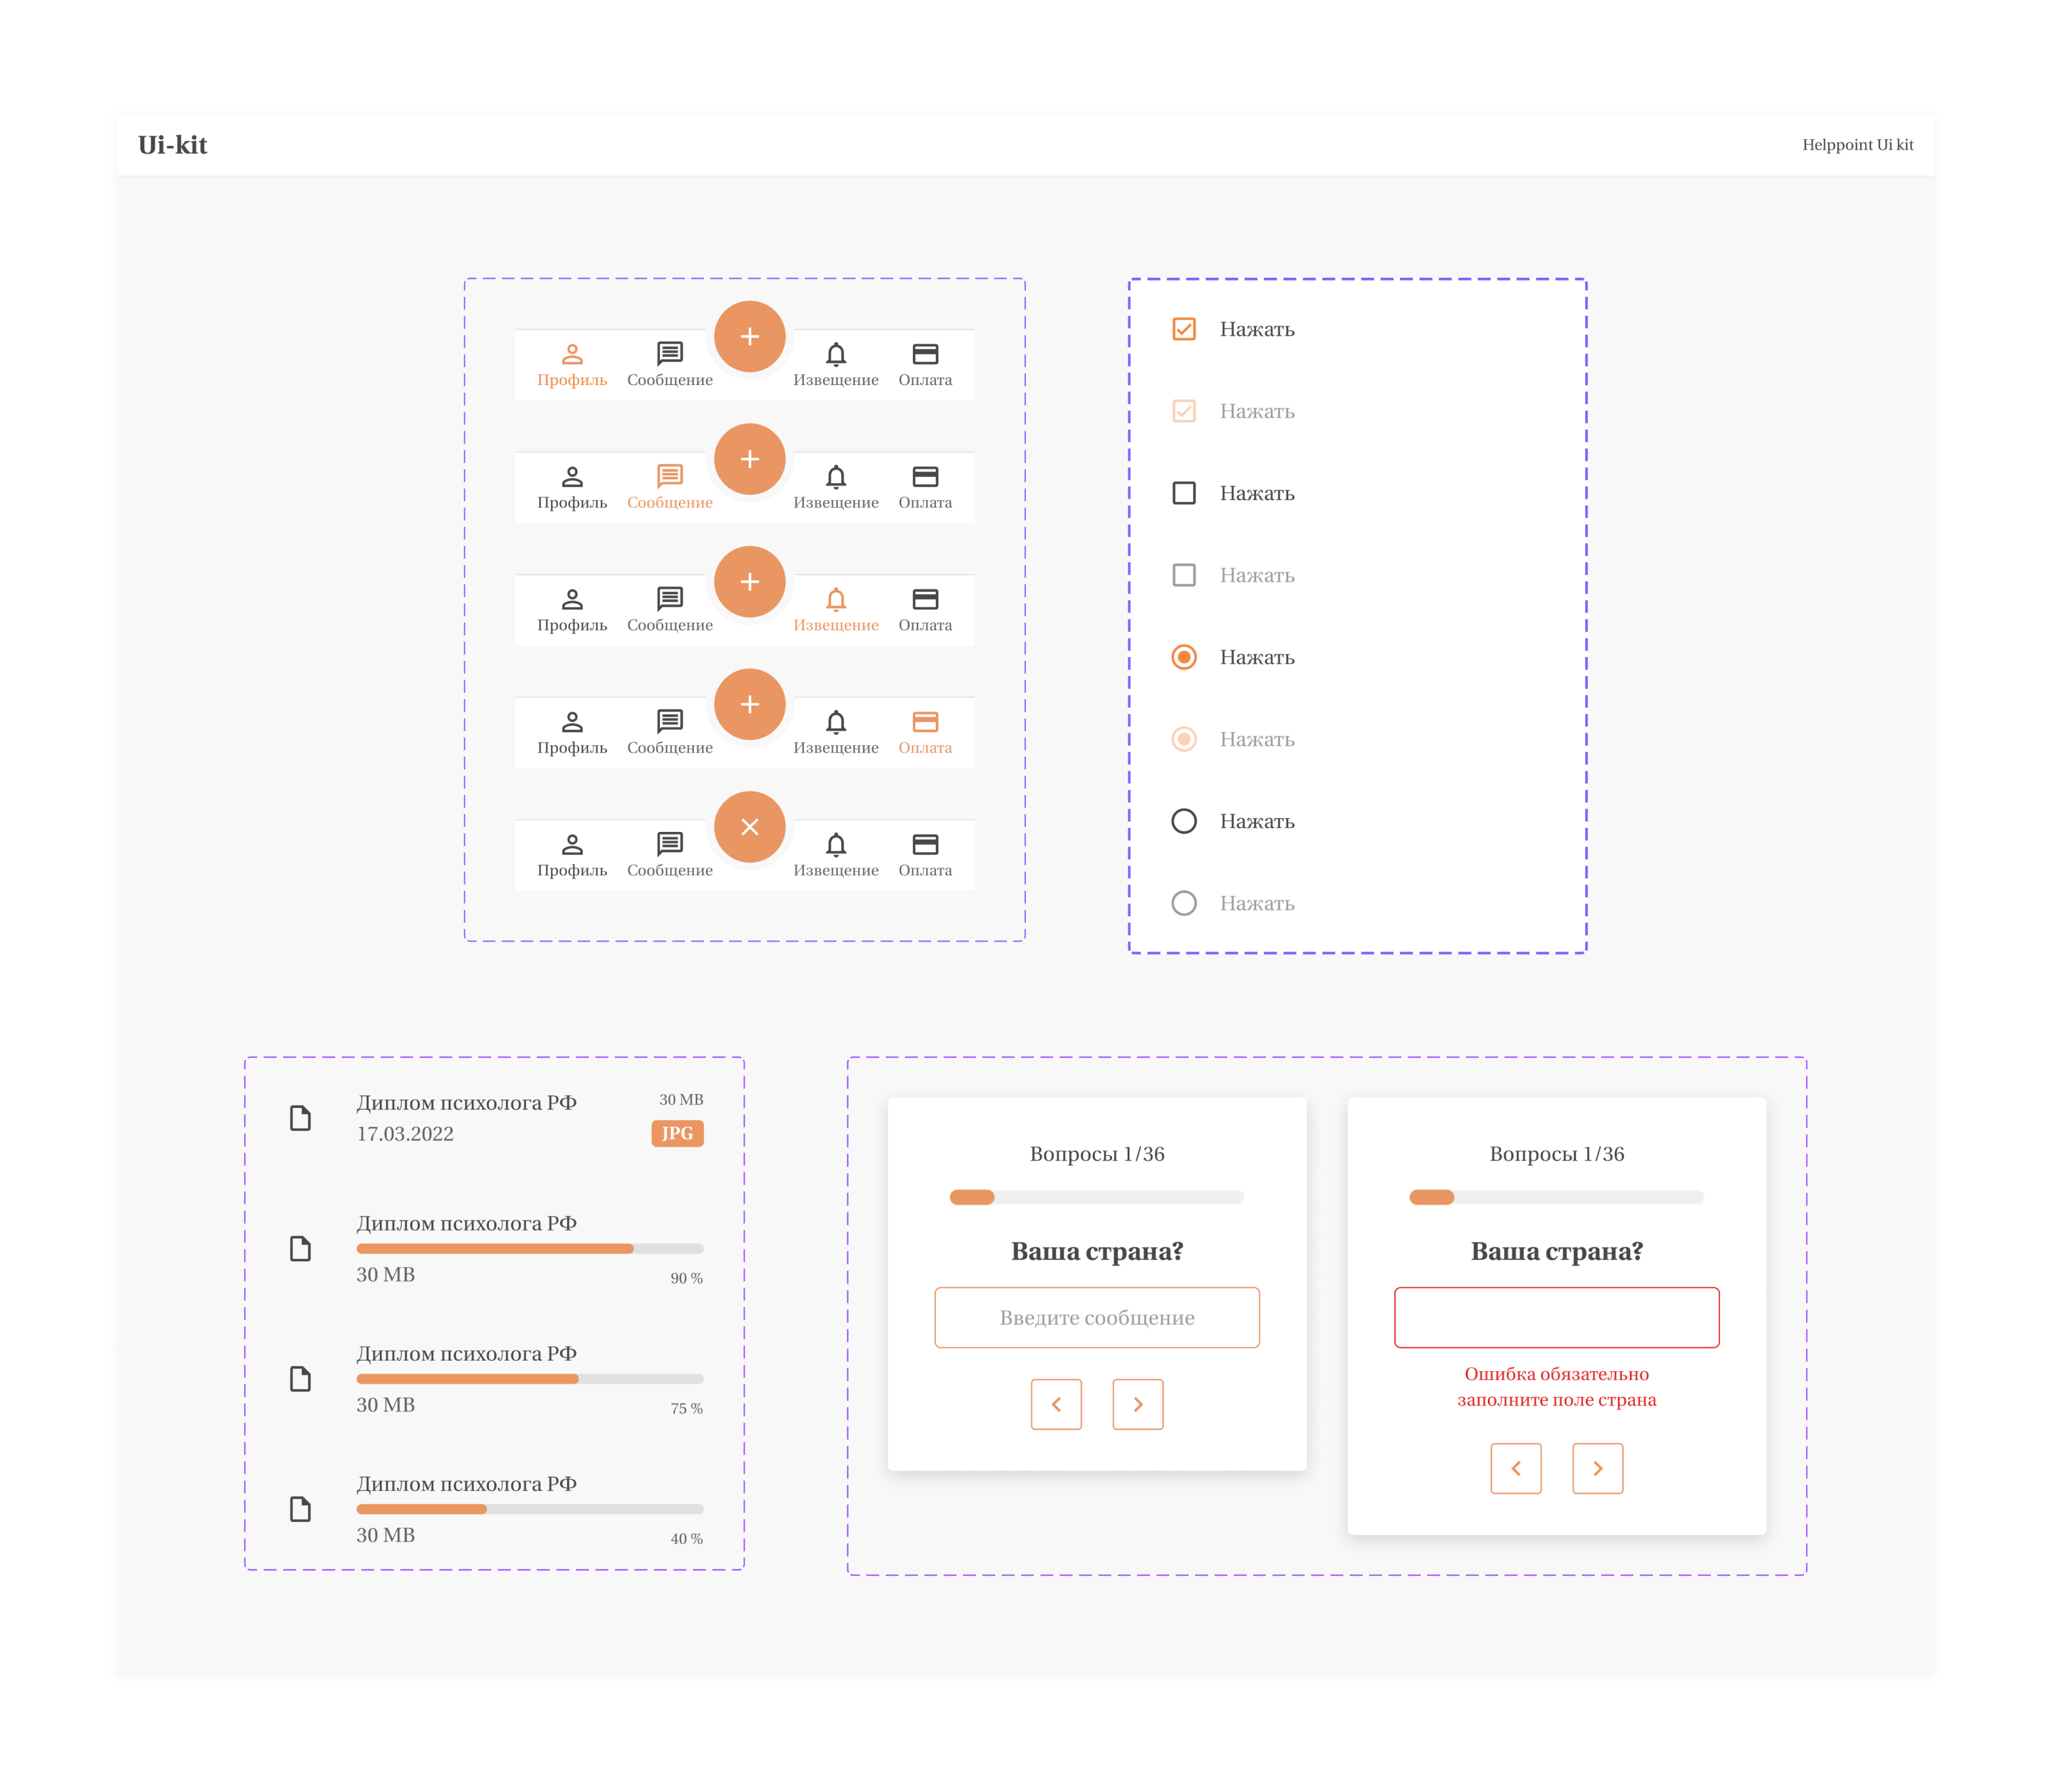 Ui-kit
Helppoint Ui kit
Профиль Сообщение Извещение Оплата
Профиль Сообщение Извещение Оплата
Профиль Сообщение Извещение Оплата
Профиль Сообщение Извещение Оплата
Профиль Сообщение Извещение Оплата
Нажать
Нажать
Нажать
Нажать
Нажать
Нажать
Нажать
Нажать
Диплом психолога РФ 30 MB
17.03.2022 JPG
Диплом психолога РФ
30 MB 90 %
Диплом психолога РФ
30 MB 75 %
Диплом психолога РФ
30 MB 40 %
Вопросы 1/36
Ваша страна?
Введите сообщение
Вопросы 1/36
Ваша страна?
Ошибка обязательно
заполните поле страна